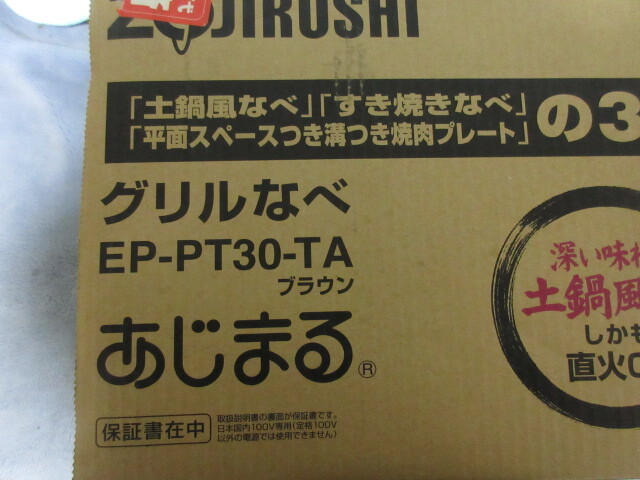 ZOJIRUSHI
「土鍋風なべ」「すき焼きなべ」
「平面スペースつき溝つき焼肉プレート」
の3
グリルなべ
EP-PT30-TA
ブラウン
あじまる®
深い味
土鍋風
しかも
直火
保証書在中
取扱説明書の裏面が保証書です。
日本国内100V専用(定格100V
以外の電源では使用できません)